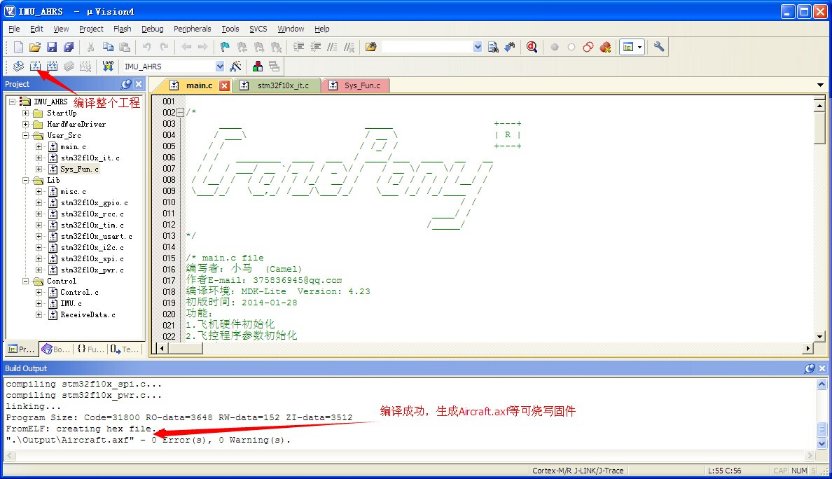 IMU_AHRS - µVision4
File Edit View Project Flash Debug Peripherals Tools SVCS Window Help
IMU_AHRS
Project
编译整个工程
IMU_AHRS
StartUp
HardWareDriver
User_Src
main.c
stm32f10x_it.c
Sys_Fun.c
Lib
misc.c
stm32f10x_gpio.c
stm32f10x_rcc.c
stm32f10x_tim.c
stm32f10x_usart.c
stm32f10x_i2c.c
stm32f10x_spi.c
stm32f10x_pwr.c
Control
Control.c
IMU.c
ReceiveData.c
Pr... Bo... {} Fu... Te...
main.c stm32f10x_it.c Sys_Fun.c
001
002 /*
003 +---+
004 | R |
005 +---+
006
007
008
009
010
011
012
013 */
014
015 /* main.c file
016 编写者：小马 (Camel)
017 作者E-mail：375836945@qq.com
018 编译环境：MDK-Lite Version: 4.23
019 初版时间: 2014-01-28
020 功能：
021 1.飞机硬件初始化
022 2.飞控程序参数初始化
Build Output
compiling stm32f10x_spi.c...
compiling stm32f10x_pwr.c...
linking...
Program Size: Code=31800 RO-data=3648 RW-data=152 ZI-data=3512
FromELF: creating hex file...
".\Output\Aircraft.axf" - 0 Error(s), 0 Warning(s).
编译成功，生成Aircraft.axf等可烧写固件
Cortex-M/R J-LINK/J-Trace L:55 C:56 CAP NUM SCRL OVR